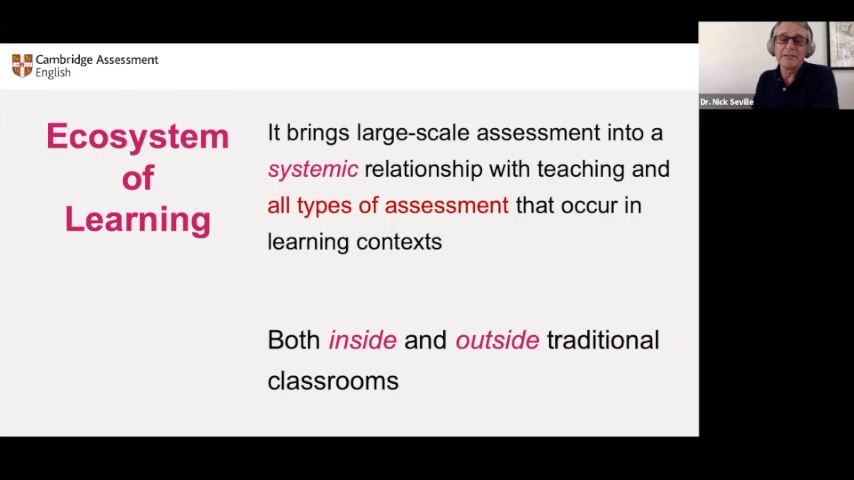 Cambridge Assessment
English
Ecosystem
of
Learning
It brings large-scale assessment into a
systemic relationship with teaching and
all types of assessment that occur in
learning contexts
Both inside and outside traditional
classrooms
Dr. Nick Seville